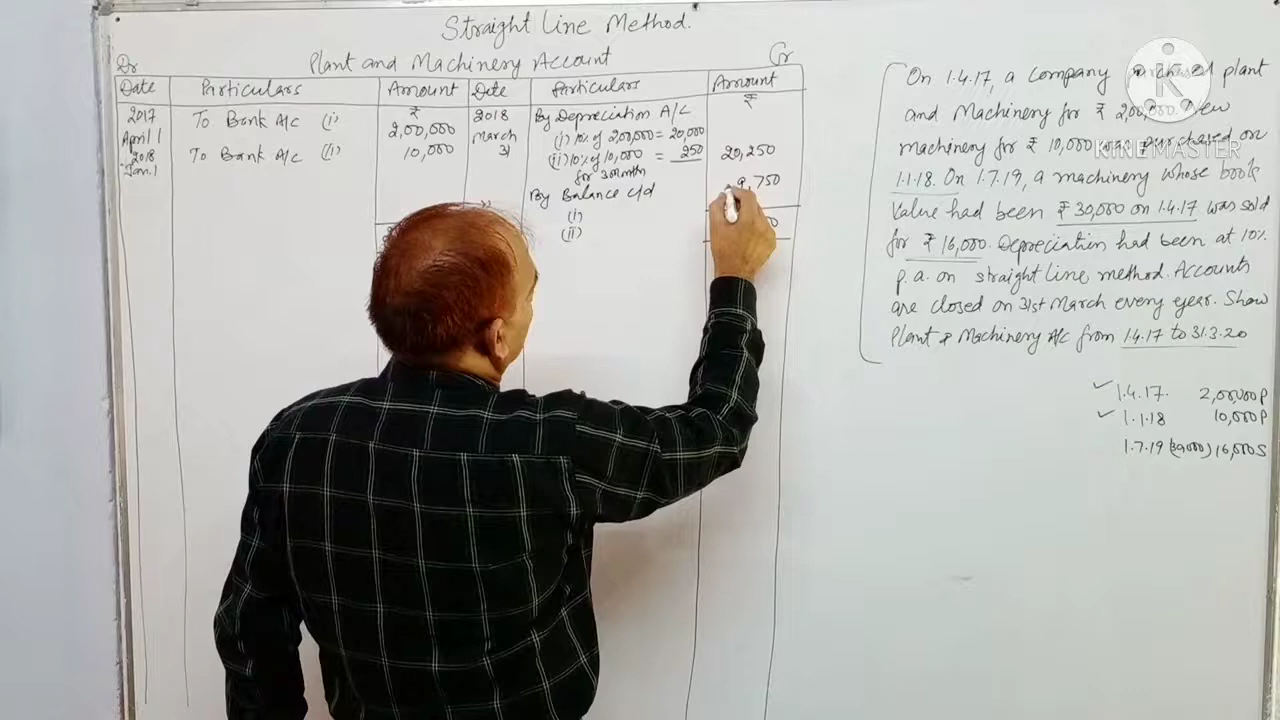 Straight Line Method.
Dr
Plant and Machinery Account
Cr
Date Particulars Amount Date Particulars Amount
2017 To Bank A/c (i) ₹ 2018 By Depreciation A/C ₹
April 1 2,00,000 March (i) 10% of 2,00,000 = 20,000
2018 To Bank A/c (ii) 10,000 31 (ii) 10% of 10,000 = 250 20,250
Jan. 1 for 3 month
9,750
By Balance c/d
(i)
(ii)
On 1.4.17, a company purchased plant
and Machinery for ₹ 2,00,000. New
machinery for ₹ 10,000 was purchased on
1.1.18. On 1.7.19, a machinery whose book
value had been ₹ 30,000 on 1.4.17 was sold
for ₹ 16,000. Depreciation had been at 10%
p.a. on straight line method. Accounts
are closed on 31st March every year. Show
Plant & Machinery A/c from 1.4.17 to 31.3.20
✓ 1.4.17. 2,00,000 P
✓ 1.1.18 10,000 P
1.7.19 (30,000) 16,000 S
K
KINEMASTER